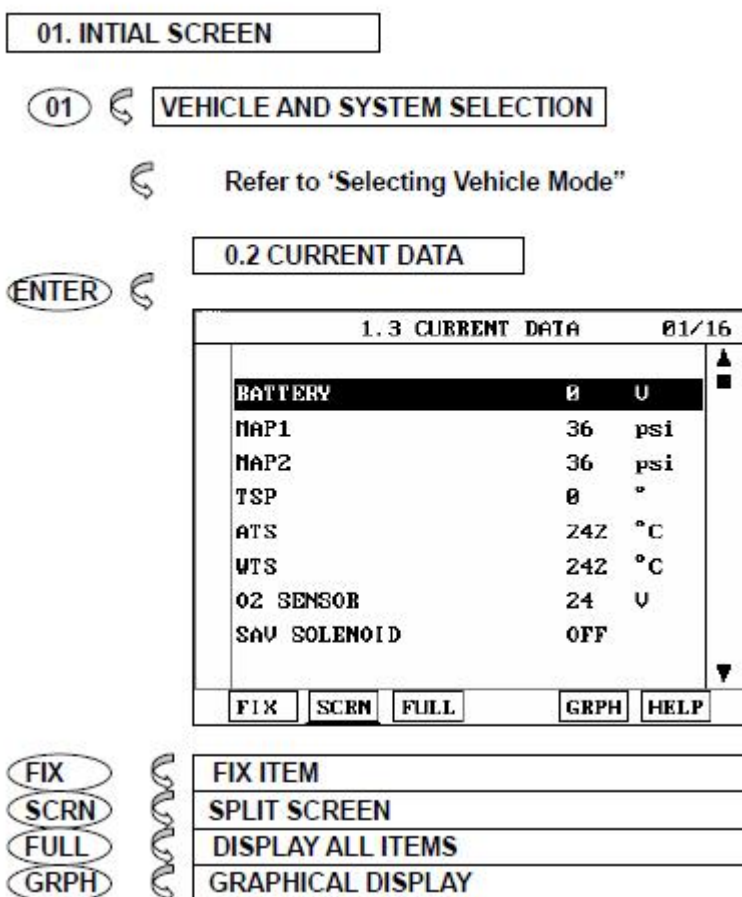 01. INTIAL SCREEN
01 VEHICLE AND SYSTEM SELECTION
Refer to ‘Selecting Vehicle Mode”
0.2 CURRENT DATA
ENTER
1.3 CURRENT DATA 01/16
BATTERY 0 V
MAP1 36 psi
MAP2 36 psi
TSP 0 °
ATS 242 °C
WTS 242 °C
O2 SENSOR 24 V
SAV SOLENOID OFF
FIX SCRN FULL GRPH HELP
FIX FIX ITEM
SCRN SPLIT SCREEN
FULL DISPLAY ALL ITEMS
GRPH GRAPHICAL DISPLAY